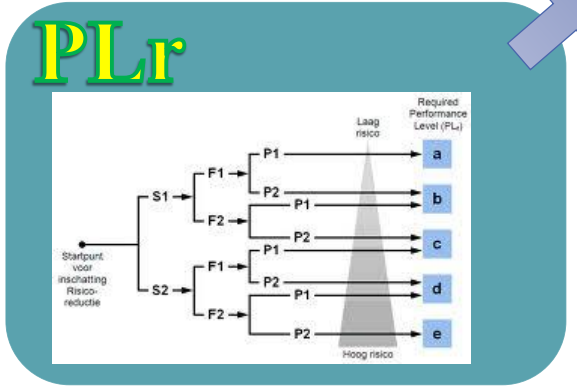 PLr
Required
Performance
Level (PLr)
Laag
risico
P1
a
F1
P2
b
S1
P1
F2
P2
c
Startpunt
voor
inschatting
Risico-
reductie
P1
F1
P2
d
S2
P1
F2
P2
e
Hoog risico